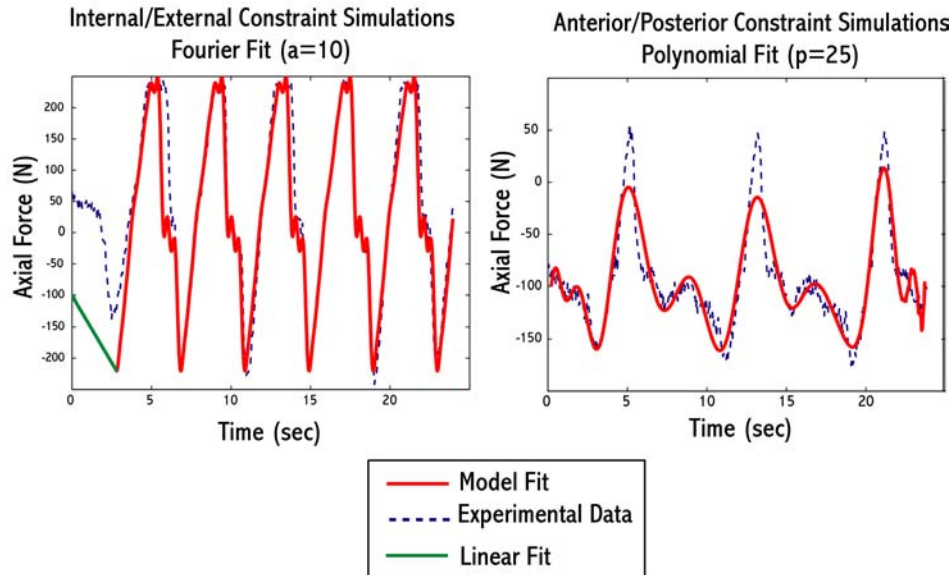 Internal/External Constraint Simulations
Fourier Fit (a=10)
Anterior/Posterior Constraint Simulations
Polynomial Fit (p=25)
Axial Force (N)
200
150
100
50
0
-50
-100
-150
-200
0
5
10
15
20
Time (sec)
Axial Force (N)
50
0
-50
-100
-150
0
5
10
15
20
Time (sec)
Model Fit
Experimental Data
Linear Fit